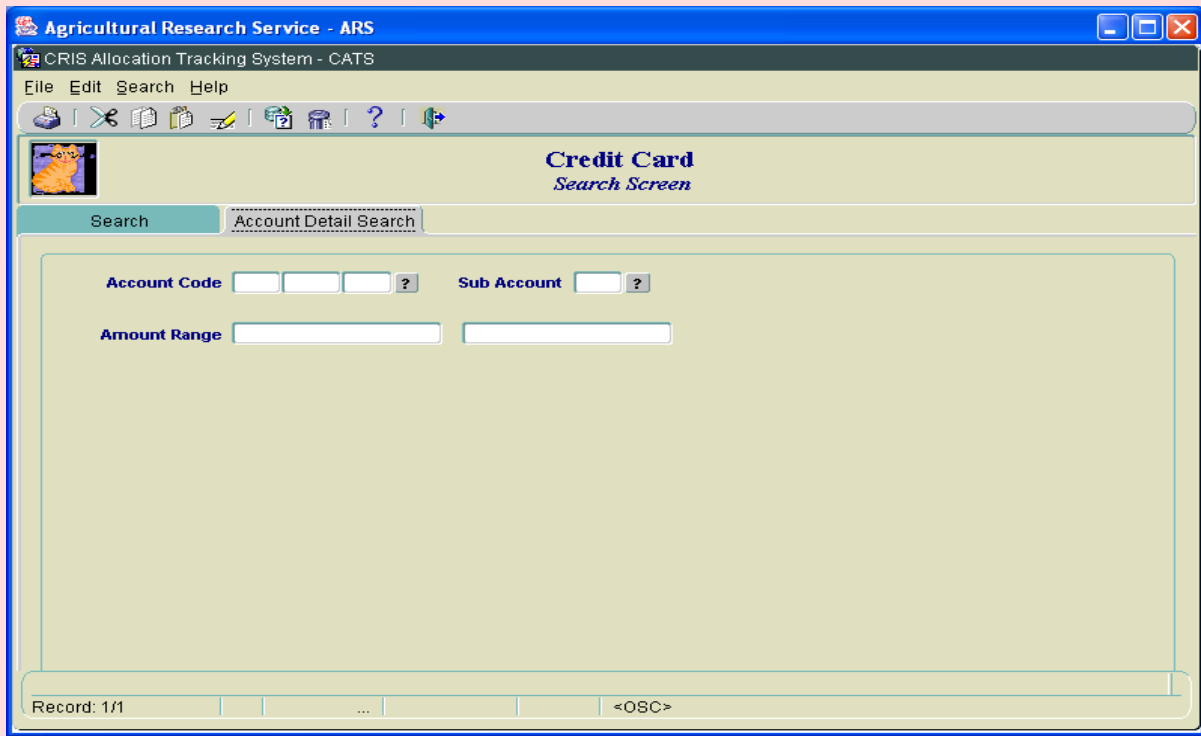 Agricultural Research Service - ARS
CRIS Allocation Tracking System - CATS
File Edit Search Help
?
Credit Card
Search Screen
Search Account Detail Search
Account Code ? Sub Account ?
Amount Range
Record: 1/1 ... <OSC>